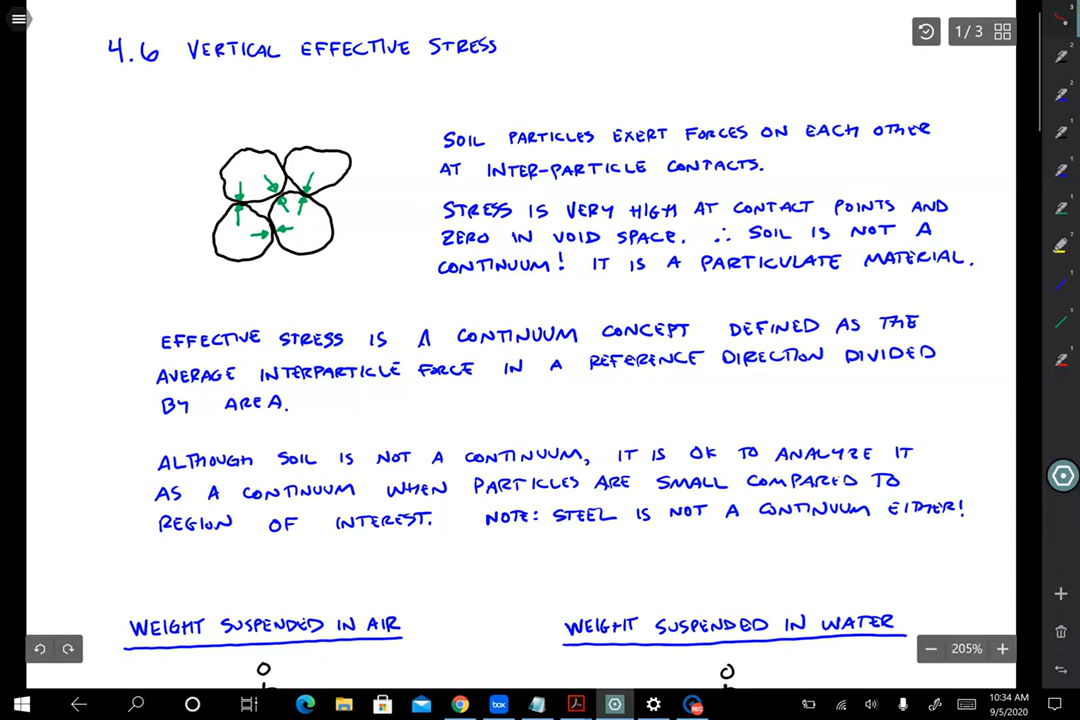 4.6 VERTICAL EFFECTIVE STRESS
1/3
SOIL PARTICLES EXERT FORCES ON EACH OTHER
AT INTER-PARTICLE CONTACTS.
STRESS IS VERY HIGH AT CONTACT POINTS AND
ZERO IN VOID SPACE. ∴ SOIL IS NOT A
CONTINUUM! IT IS A PARTICULATE MATERIAL.
EFFECTIVE STRESS IS A CONTINUUM CONCEPT DEFINED AS THE
AVERAGE INTERPARTICLE FORCE IN A REFERENCE DIRECTION DIVIDED
BY AREA.
ALTHOUGH SOIL IS NOT A CONTINUUM, IT IS OK TO ANALYZE IT
AS A CONTINUUM WHEN PARTICLES ARE SMALL COMPARED TO
REGION OF INTEREST. NOTE: STEEL IS NOT A CONTINUUM EITHER!
WEIGHT SUSPENDED IN AIR
WEIGHT SUSPENDED IN WATER
205%
box
REC
10:34 AM
9/5/2020